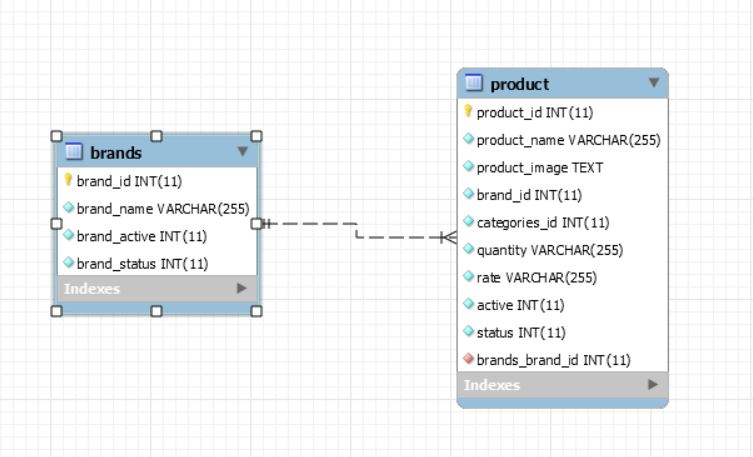 brands
brand_id INT(11)
brand_name VARCHAR(255)
brand_active INT(11)
brand_status INT(11)
Indexes
product
product_id INT(11)
product_name VARCHAR(255)
product_image TEXT
brand_id INT(11)
categories_id INT(11)
quantity VARCHAR(255)
rate VARCHAR(255)
active INT(11)
status INT(11)
brands_brand_id INT(11)
Indexes